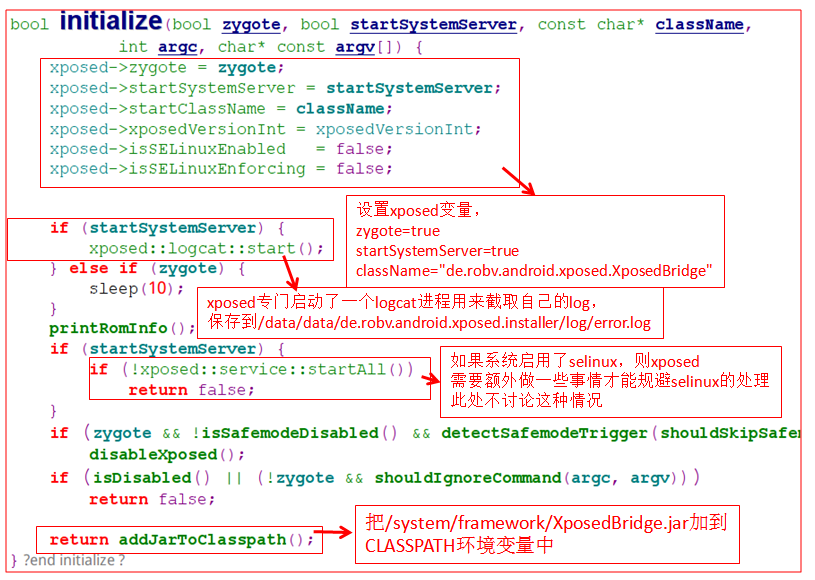 bool initialize(bool zygote, bool startSystemServer, const char* className,
int argc, char* const argv[]) {
xposed->zygote = zygote;
xposed->startSystemServer = startSystemServer;
xposed->startClassName = className;
xposed->xposedVersionInt = xposedVersionInt;
xposed->isSELinuxEnabled   = false;
xposed->isSELinuxEnforcing = false;
设置xposed变量，
zygote=true
startSystemServer=true
className="de.robv.android.xposed.XposedBridge"
if (startSystemServer) {
xposed::logcat::start();
} else if (zygote) {
sleep(10);
}
xposed专门启动了一个logcat进程用来截取自己的log，
保存到/data/data/de.robv.android.xposed.installer/log/error.log
printRomInfo();
if (startSystemServer) {
if (!xposed::service::startAll())
return false;
}
如果系统启用了selinux，则xposed
需要额外做一些事情才能规避selinux的处理
此处不讨论这种情况
if (zygote && !isSafemodeDisabled() && detectSafemodeTrigger(shouldSkipSafem
disableXposed();
if (isDisabled() || (!zygote && shouldIgnoreCommand(argc, argv)))
return false;
return addJarToClasspath();
把/system/framework/XposedBridge.jar加到
CLASSPATH环境变量中
} ?end initialize ?